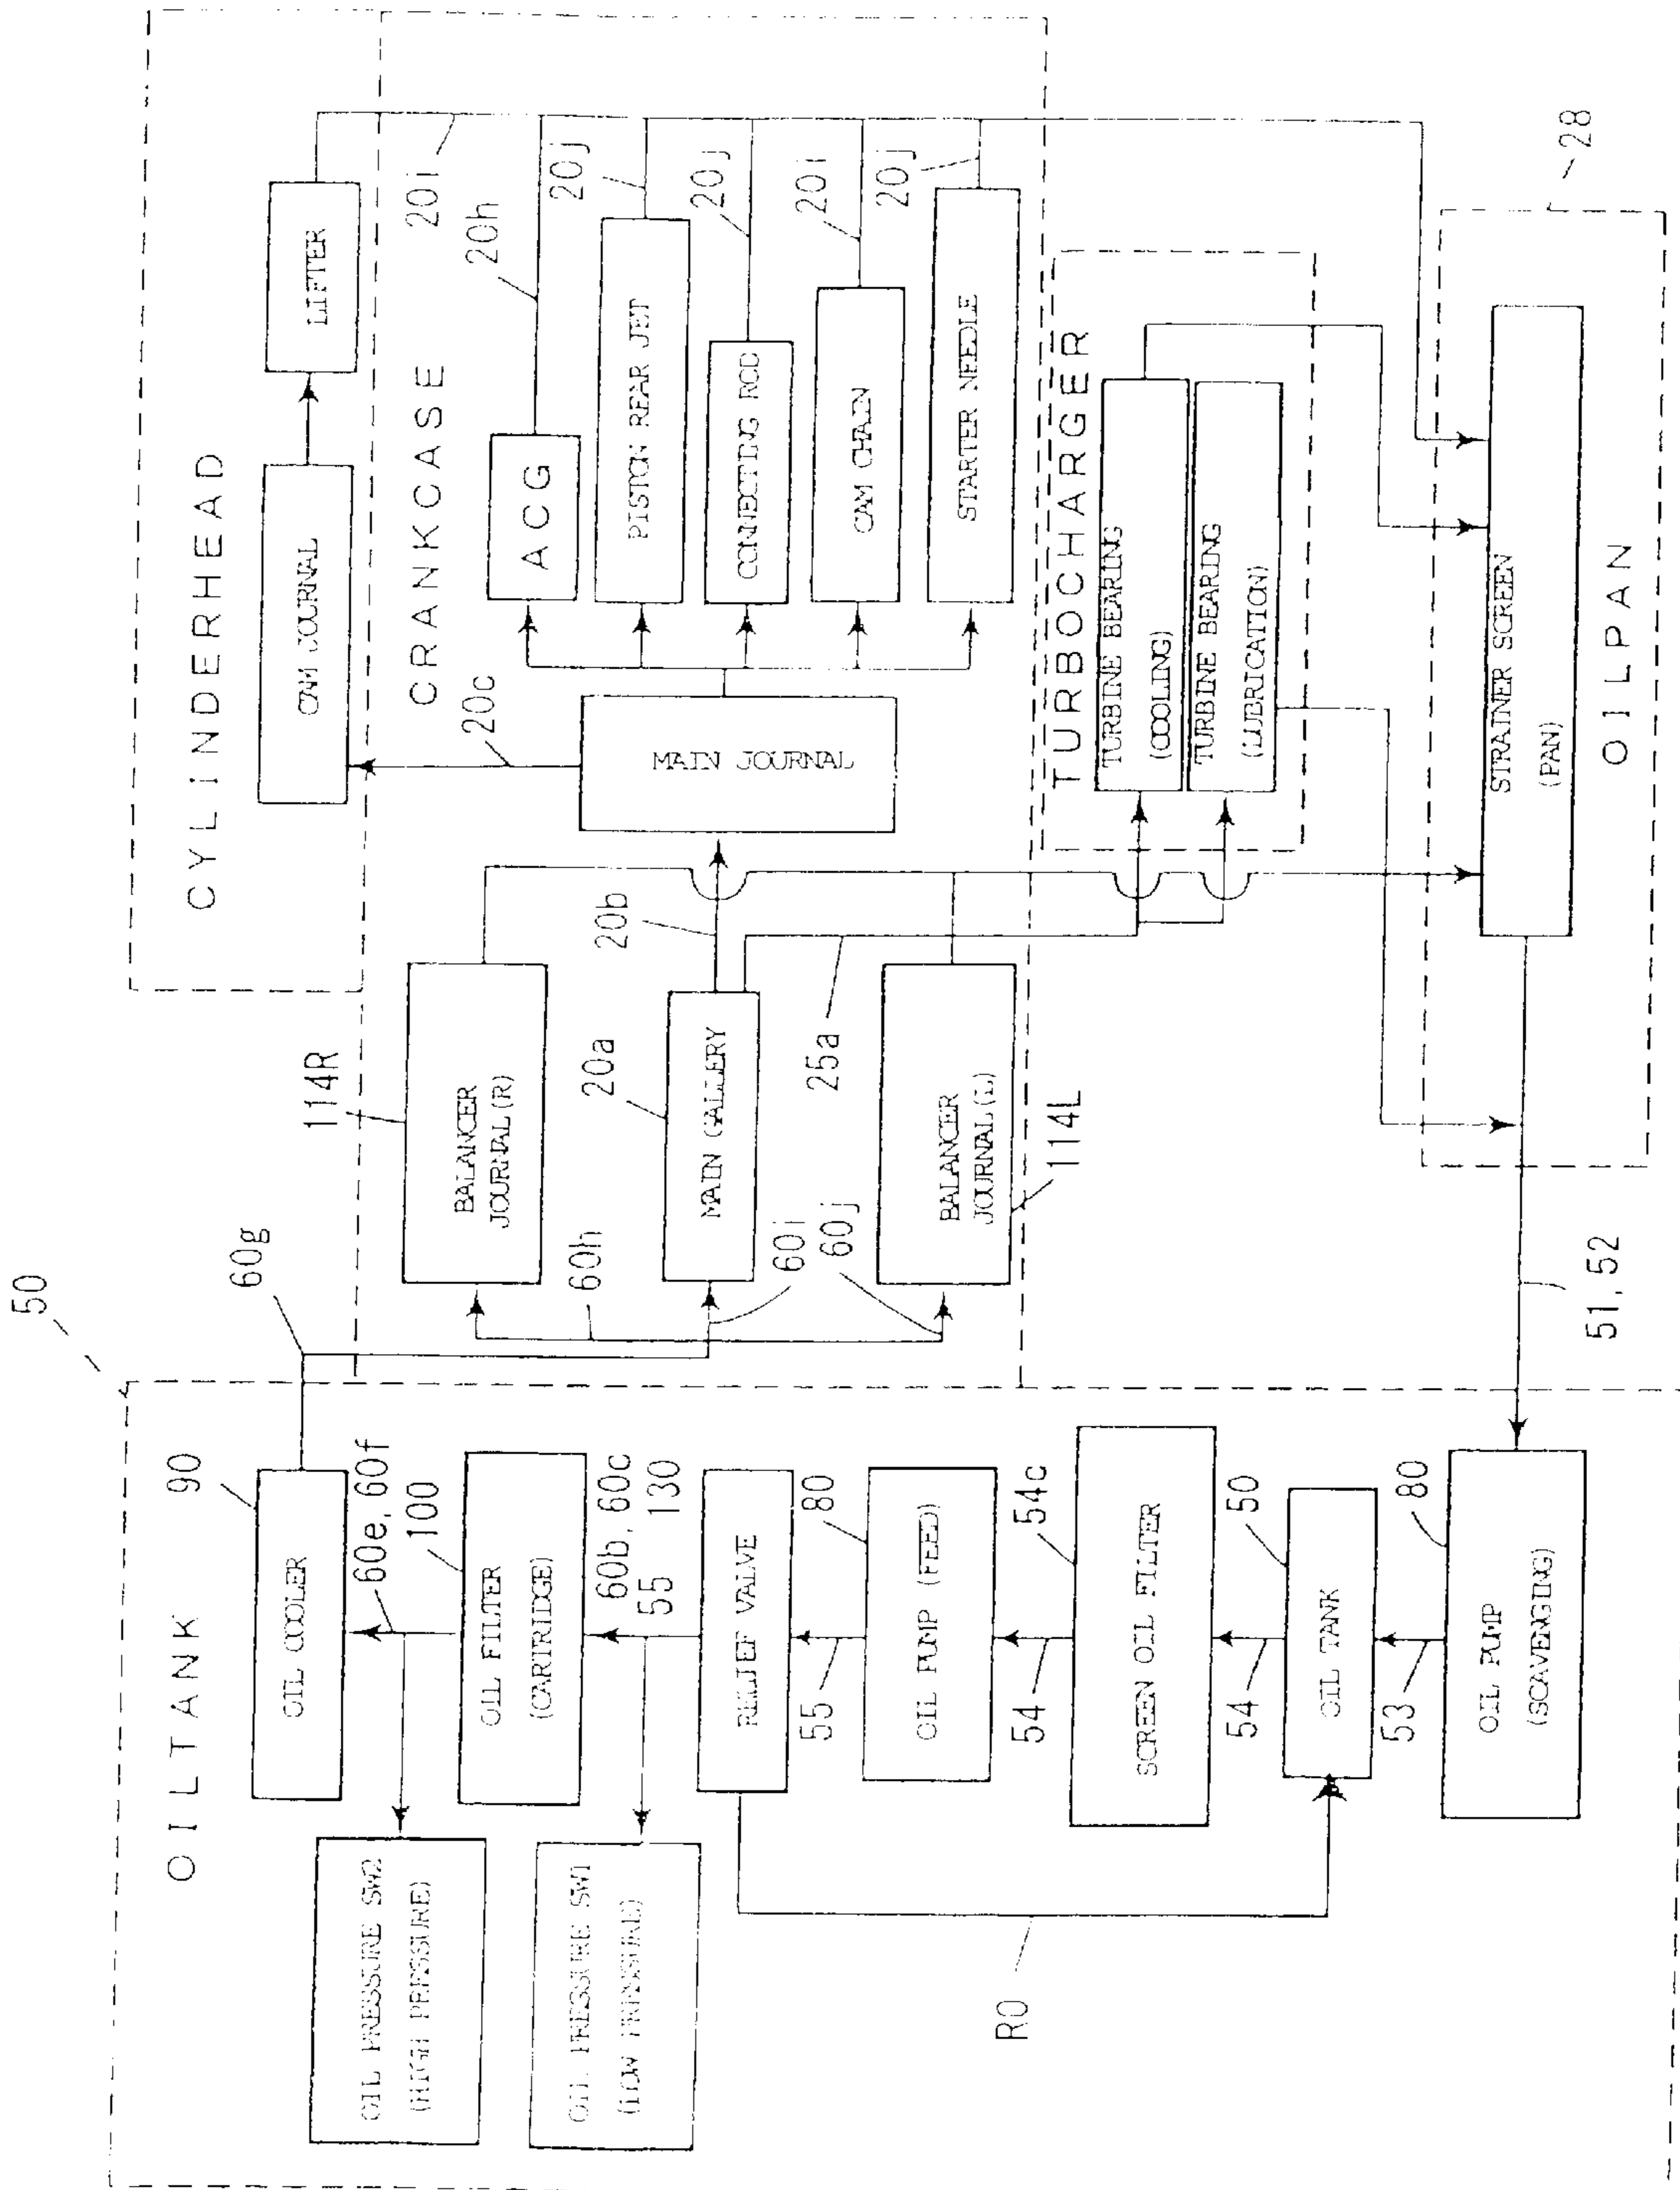 50
OILTANK
OIL PRESSURE SW2
(HIGH PRESSURE)
OIL COOLER
90
60e, 60f
60g
OIL PRESSURE SW1
(LOW PRESSURE)
OIL FILTER
(CARTRIDGE)
100
60b, 60c
55
130
RELIEF VALVE
80
55
OIL PUMP (FEED)
54
54c
SCREEN OIL FILTER
54
50
OIL TANK
53
80
OIL PUMP
(SCAVENGING)
R0
51, 52
114R
BALANCER
JOURNAL(R)
60h
20a
MAIN GALLERY
60i
60j
25a
BALANCER
JOURNAL(L)
114L
20b
CYLINDERHEAD
CAM JOURNAL
LIFTER
20i
20c
CRANKCASE
20h
MAIN JOURNAL
ACG
PISTON REAR JET
20j
CONNECTING ROD
20j
CAM CHAIN
20i
STARTER NEEDLE
20j
TURBOCHARGER
TURBINE BEARING
(COOLING)
TURBINE BEARING
(LUBRICATION)
28
STRAINER SCREEN
(PAN)
OILPAN